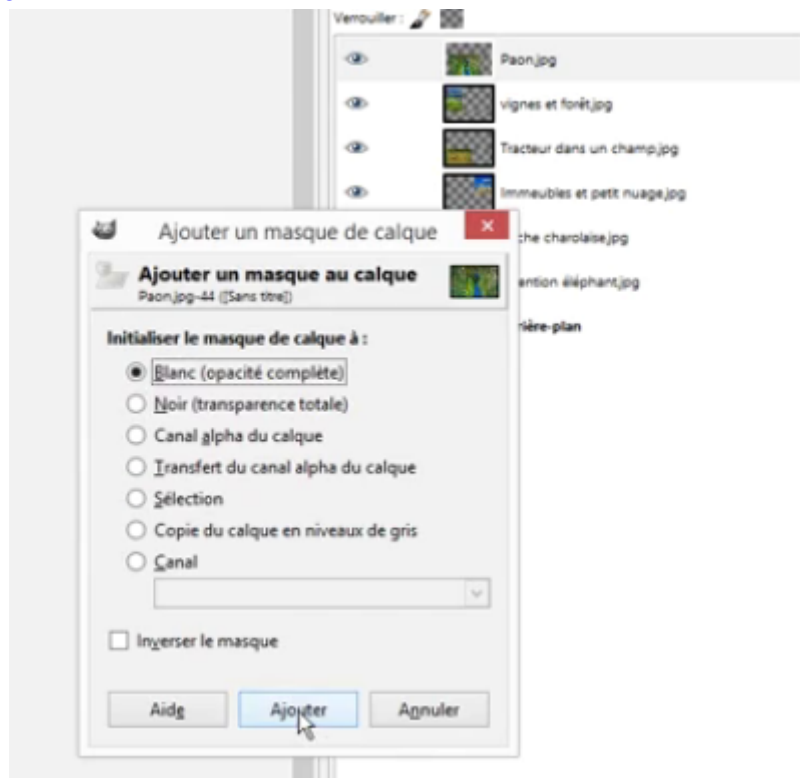 Verrouiller :
Paon.jpg
vignes et forêt.jpg
Tracteur dans un champ.jpg
Immeubles et petit nuage.jpg
che charolaise.jpg
ention éléphant.jpg
rière-plan
Ajouter un masque de calque
Ajouter un masque au calque
Paon.jpg-44 ([Sans titre])
Initialiser le masque de calque à :
Blanc (opacité complète)
Noir (transparence totale)
Canal alpha du calque
Transfert du canal alpha du calque
Sélection
Copie du calque en niveaux de gris
Canal
Inverser le masque
Aide
Ajouter
Annuler